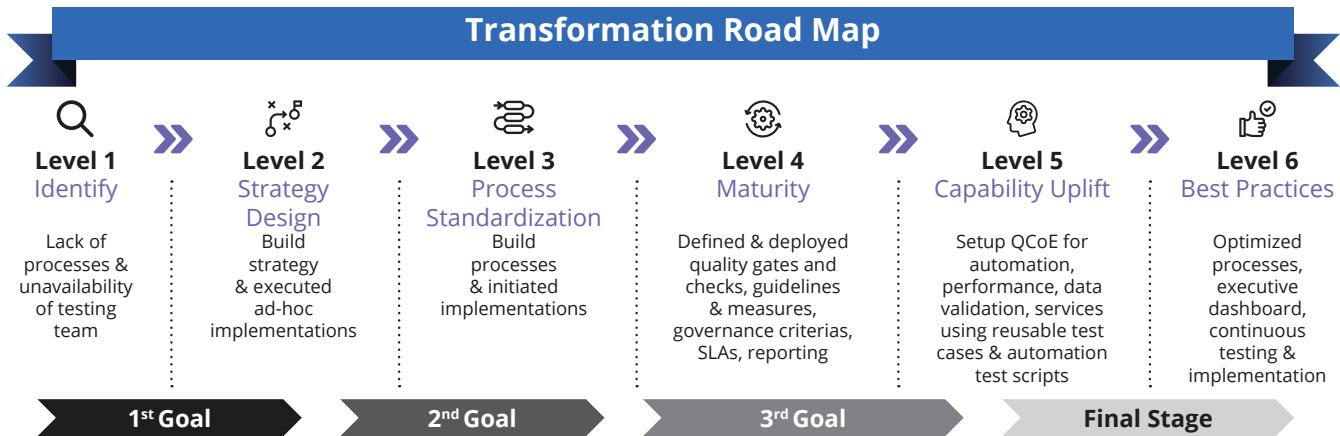 Transformation Road Map
Level 1
Identify
Lack of
processes &
unavailability
of testing
team
Level 2
Strategy
Design
Build
strategy
& executed
ad-hoc
implementations
Level 3
Process
Standardization
Build
processes
& initiated
implementations
Level 4
Maturity
Defined & deployed
quality gates and
checks, guidelines
& measures,
governance criterias,
SLAs, reporting
Level 5
Capability Uplift
Setup QCoE for
automation,
performance, data
validation, services
using reusable test
cases & automation
test scripts
Level 6
Best Practices
Optimized
processes,
executive
dashboard,
continuous
testing &
implementation
1st Goal
2nd Goal
3rd Goal
Final Stage